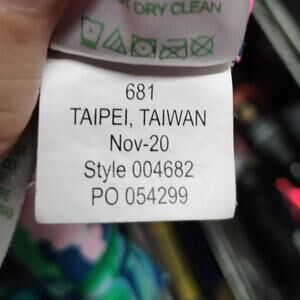 DRY CLEAN
681
TAIPEI, TAIWAN
Nov-20
Style 004682
PO 054299